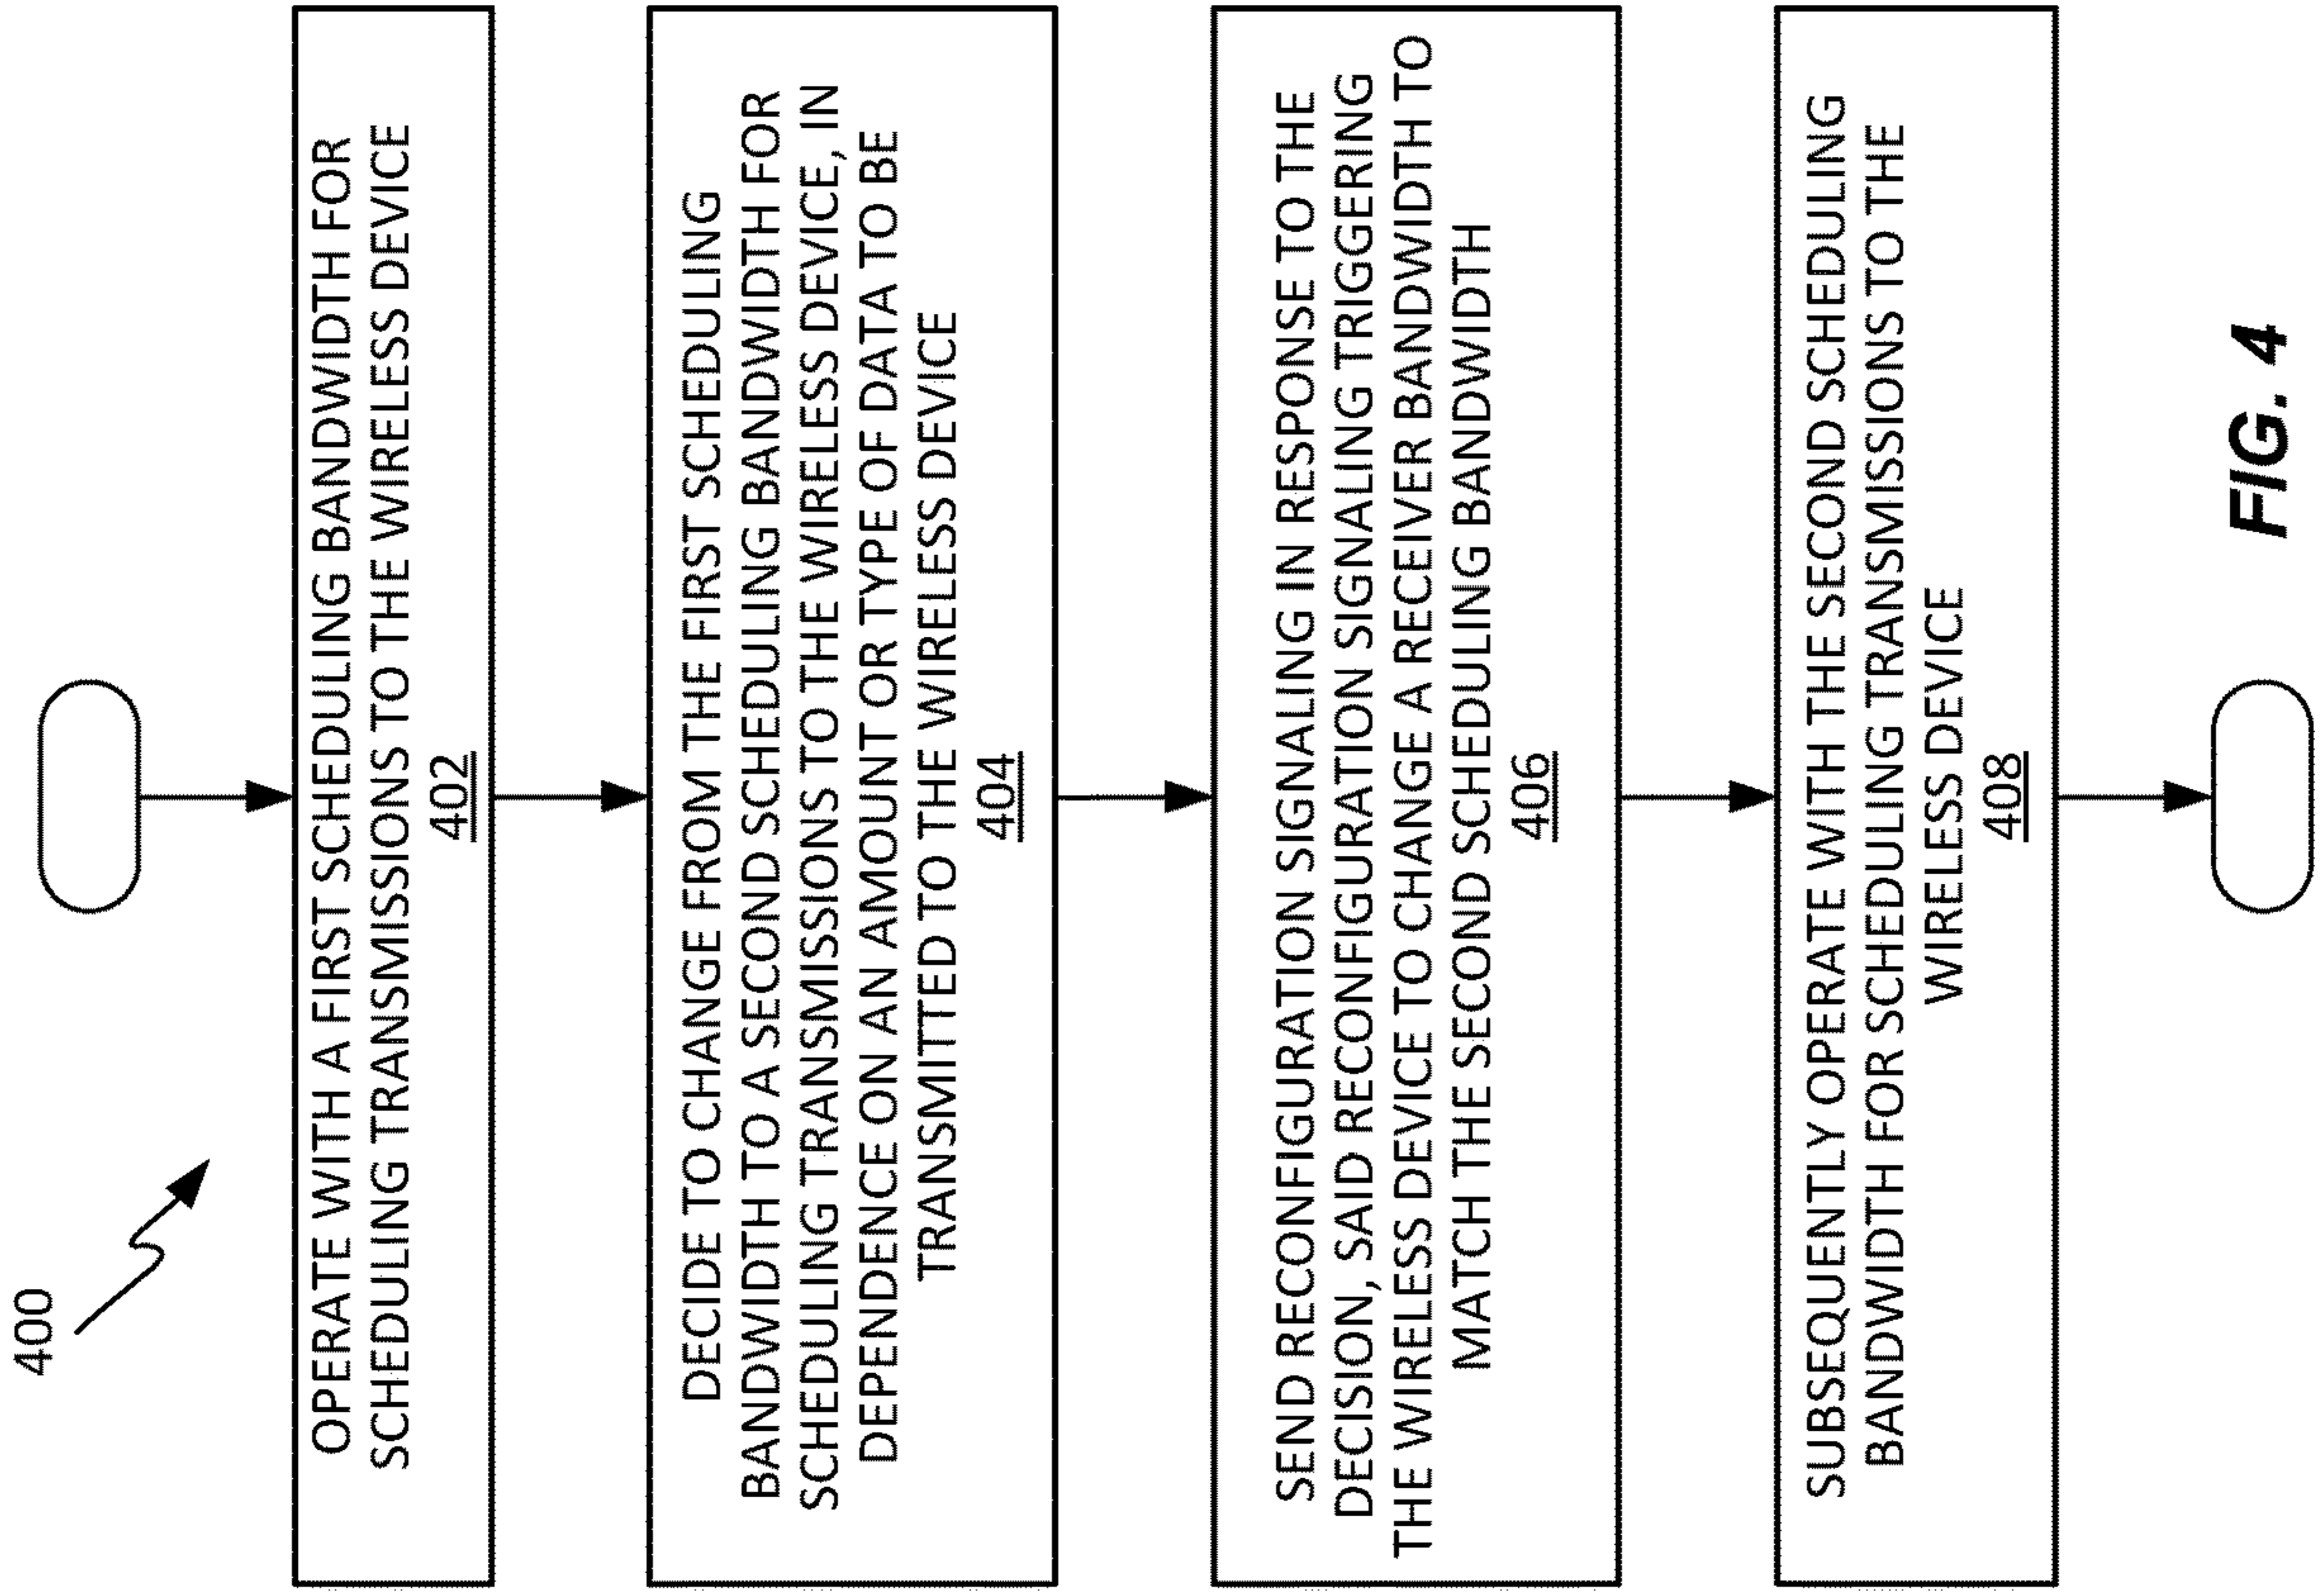 400
OPERATE WITH A FIRST SCHEDULING BANDWIDTH FOR
SCHEDULING TRANSMISSIONS TO THE WIRELESS DEVICE
402
DECIDE TO CHANGE FROM THE FIRST SCHEDULING
BANDWIDTH TO A SECOND SCHEDULING BANDWIDTH FOR
SCHEDULING TRANSMISSIONS TO THE WIRELESS DEVICE, IN
DEPENDENCE ON AN AMOUNT OR TYPE OF DATA TO BE
TRANSMITTED TO THE WIRELESS DEVICE
404
SEND RECONFIGURATION SIGNALING IN RESPONSE TO THE
DECISION, SAID RECONFIGURATION SIGNALING TRIGGERING
THE WIRELESS DEVICE TO CHANGE A RECEIVER BANDWIDTH TO
MATCH THE SECOND SCHEDULING BANDWIDTH
406
SUBSEQUENTLY OPERATE WITH THE SECOND SCHEDULING
BANDWIDTH FOR SCHEDULING TRANSMISSIONS TO THE
WIRELESS DEVICE
408
FIG. 4